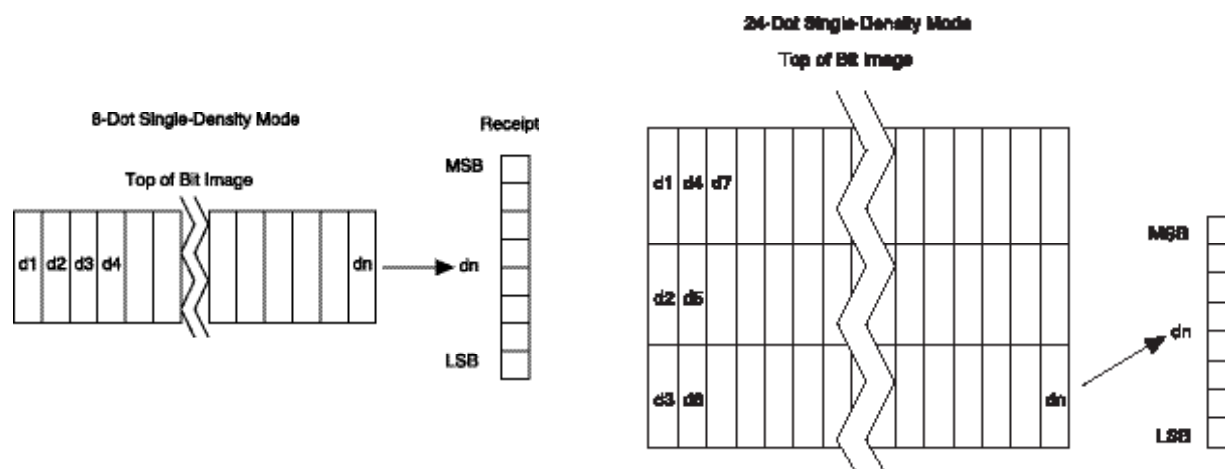 8-Dot Single-Density Mode
Top of Bit Image
d1 d2 d3 d4 dn
Receipt
MSB
dn
LSB
24-Dot Single-Density Mode
Top of Bit Image
d1 d4 d7
d2 d5
d3 d6 dn
MSB
dn
LSB